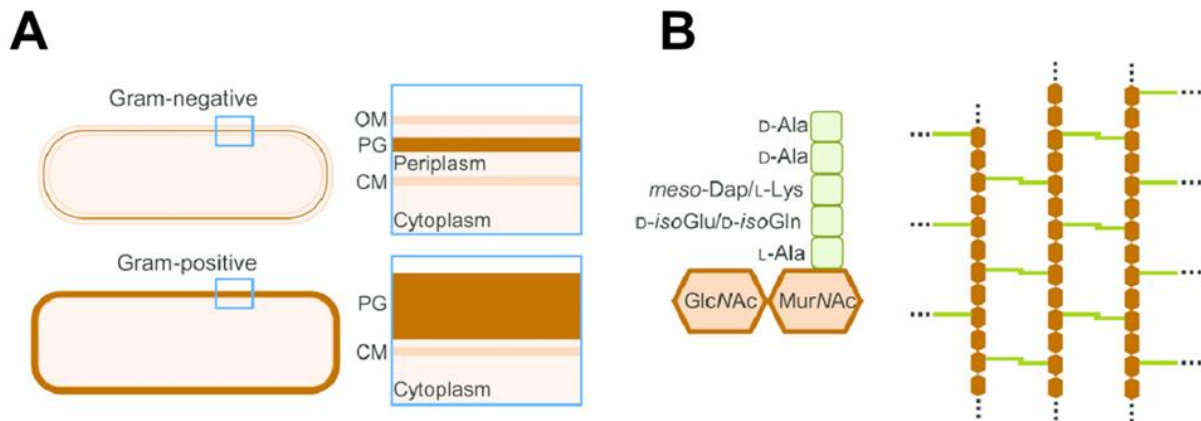 A
Gram-negative
OM
PG
Periplasm
CM
Cytoplasm
Gram-positive
PG
CM
Cytoplasm
B
D-Ala
D-Ala
meso-Dap/L-Lys
D-isoGlu/D-isoGln
L-Ala
GlcNAc
MurNAc